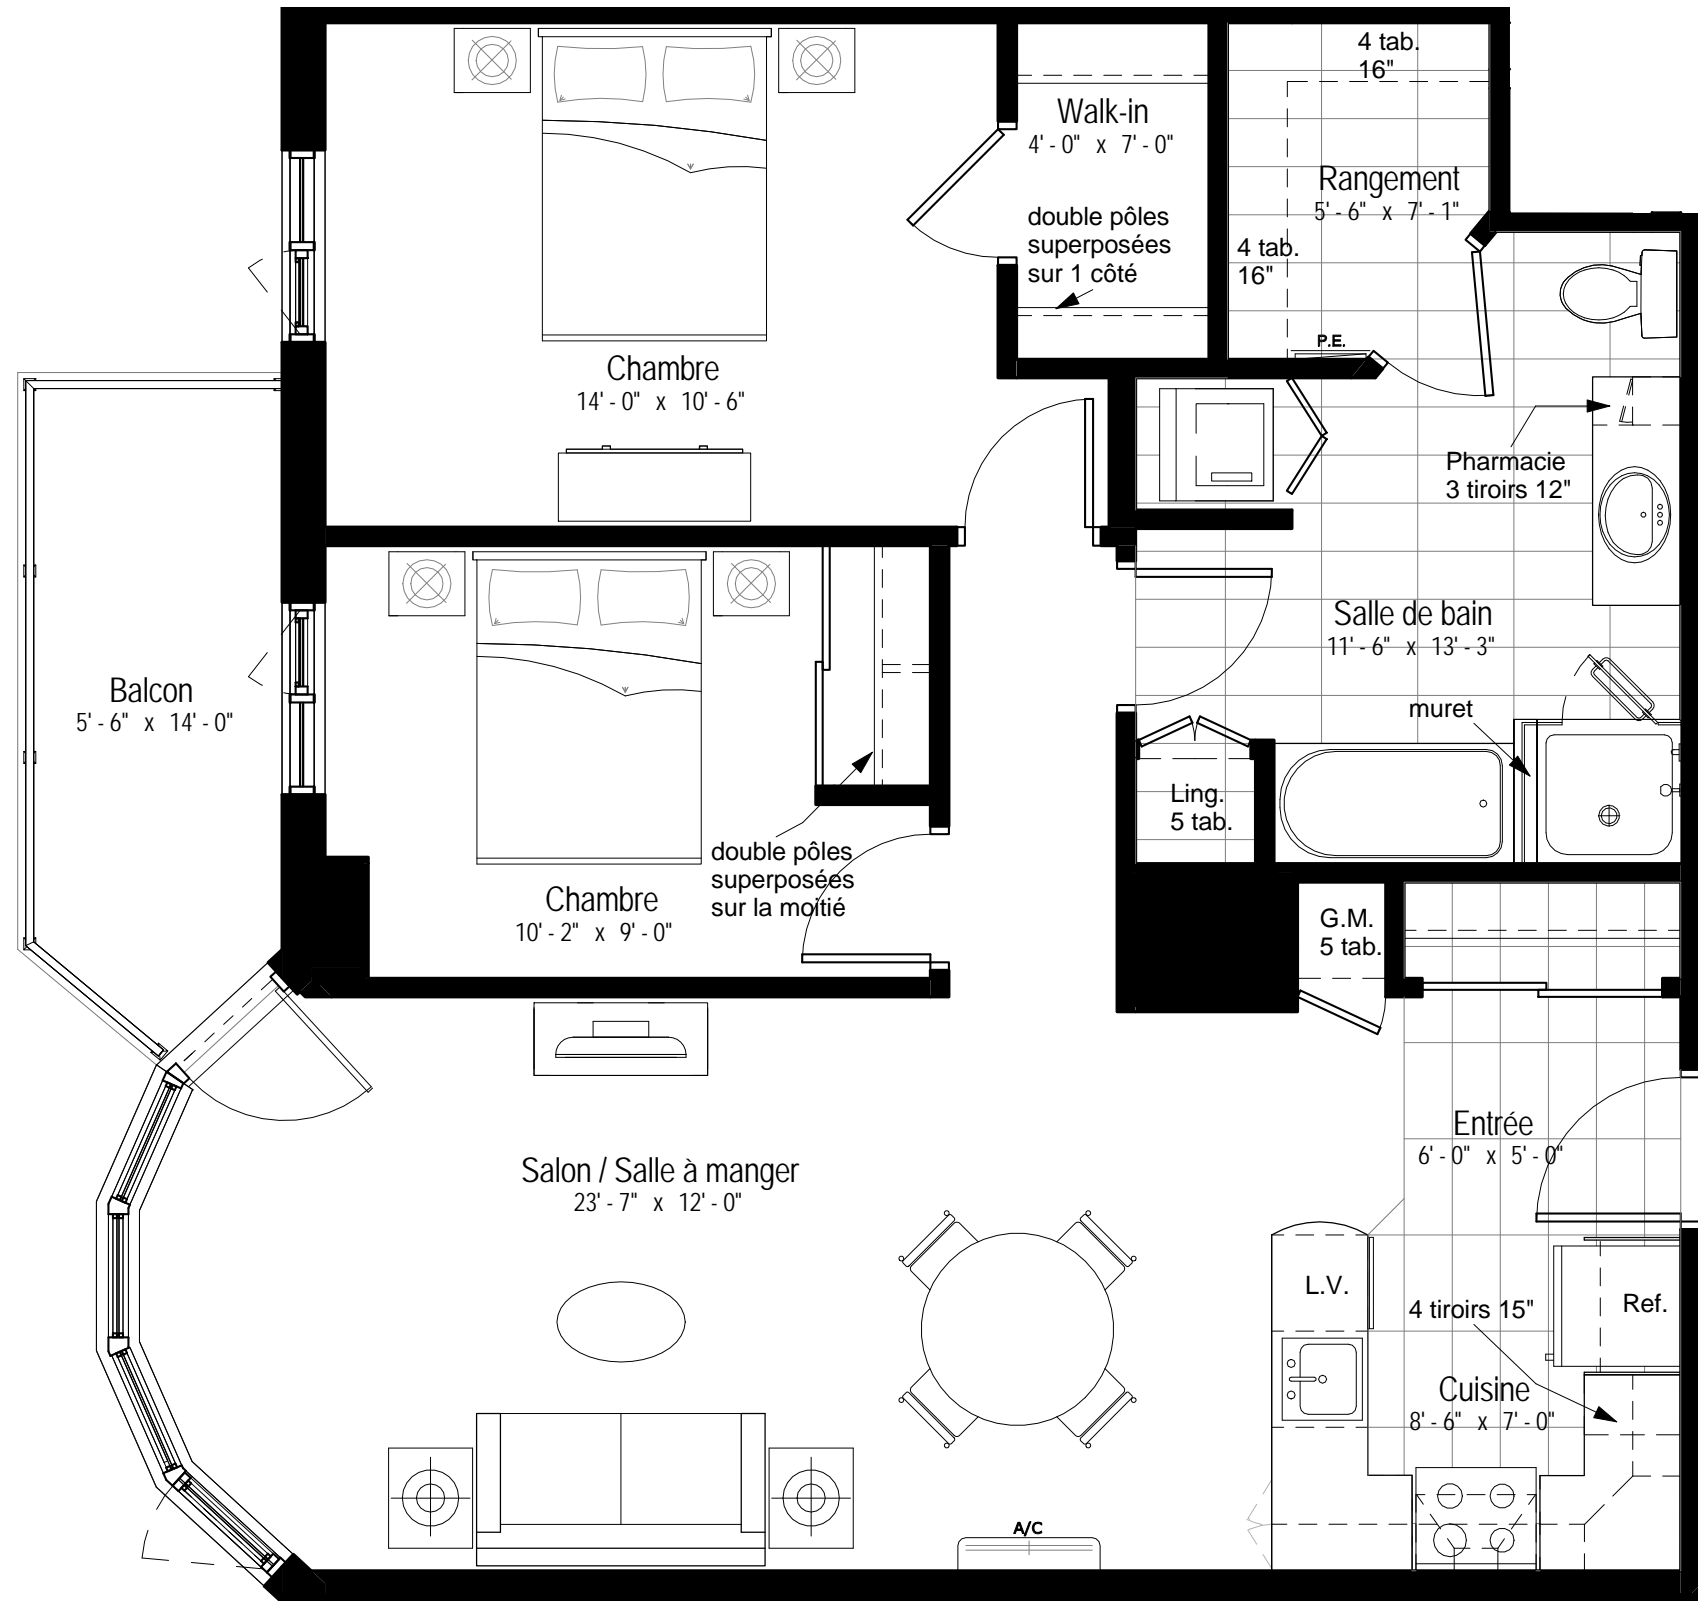 4 tab.
16"
Walk-in
4' - 0" x 7' - 0"
Rangement
5' - 6" x 7' - 1"
double pôles
superposées
sur 1 côté
4 tab.
16"
P.E.
Chambre
14' - 0" x 10' - 6"
Pharmacie
3 tiroirs 12"
Salle de bain
11' - 6" x 13' - 3"
Balcon
5' - 6" x 14' - 0"
muret
Ling.
5 tab.
double pôles
superposées
sur la moitié
Chambre
10' - 2" x 9' - 0"
G.M.
5 tab.
Entrée
6' - 0" x 5' - 0"
Salon / Salle à manger
23' - 7" x 12' - 0"
L.V.
4 tiroirs 15"
Ref.
Cuisine
8' - 6" x 7' - 0"
A/C